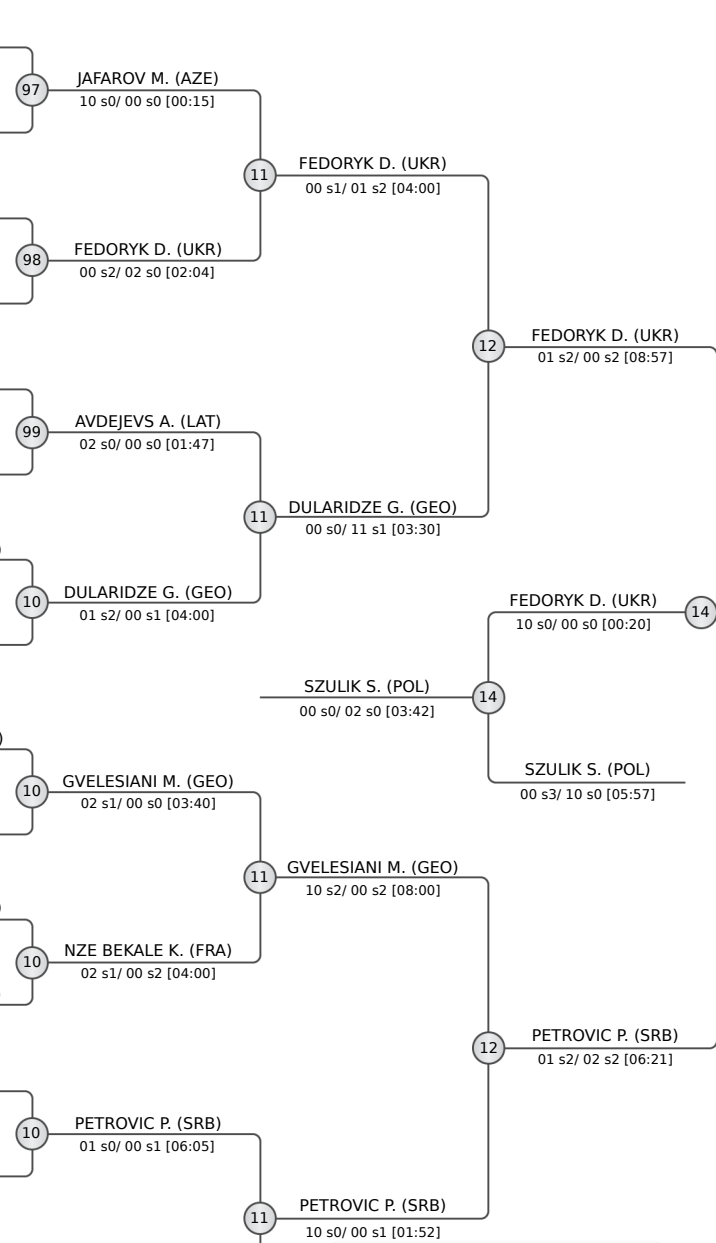 97
JAFAROV M. (AZE)
10 s0/ 00 s0 [00:15]
11
FEDORYK D. (UKR)
00 s1/ 01 s2 [04:00]
98
FEDORYK D. (UKR)
00 s2/ 02 s0 [02:04]
12
FEDORYK D. (UKR)
01 s2/ 00 s2 [08:57]
99
AVDEJEVS A. (LAT)
02 s0/ 00 s0 [01:47]
11
DULARIDZE G. (GEO)
00 s0/ 11 s1 [03:30]
)
10
DULARIDZE G. (GEO)
01 s2/ 00 s1 [04:00]
FEDORYK D. (UKR)
10 s0/ 00 s0 [00:20]
14
SZULIK S. (POL)
00 s0/ 02 s0 [03:42]
14
SZULIK S. (POL)
00 s3/ 10 s0 [05:57]
)
10
GVELESIANI M. (GEO)
02 s1/ 00 s0 [03:40]
11
GVELESIANI M. (GEO)
10 s2/ 00 s2 [08:00]
10
NZE BEKALE K. (FRA)
02 s1/ 00 s2 [04:00]
12
PETROVIC P. (SRB)
01 s2/ 02 s2 [06:21]
10
PETROVIC P. (SRB)
01 s0/ 00 s1 [06:05]
11
PETROVIC P. (SRB)
10 s0/ 00 s1 [01:52]